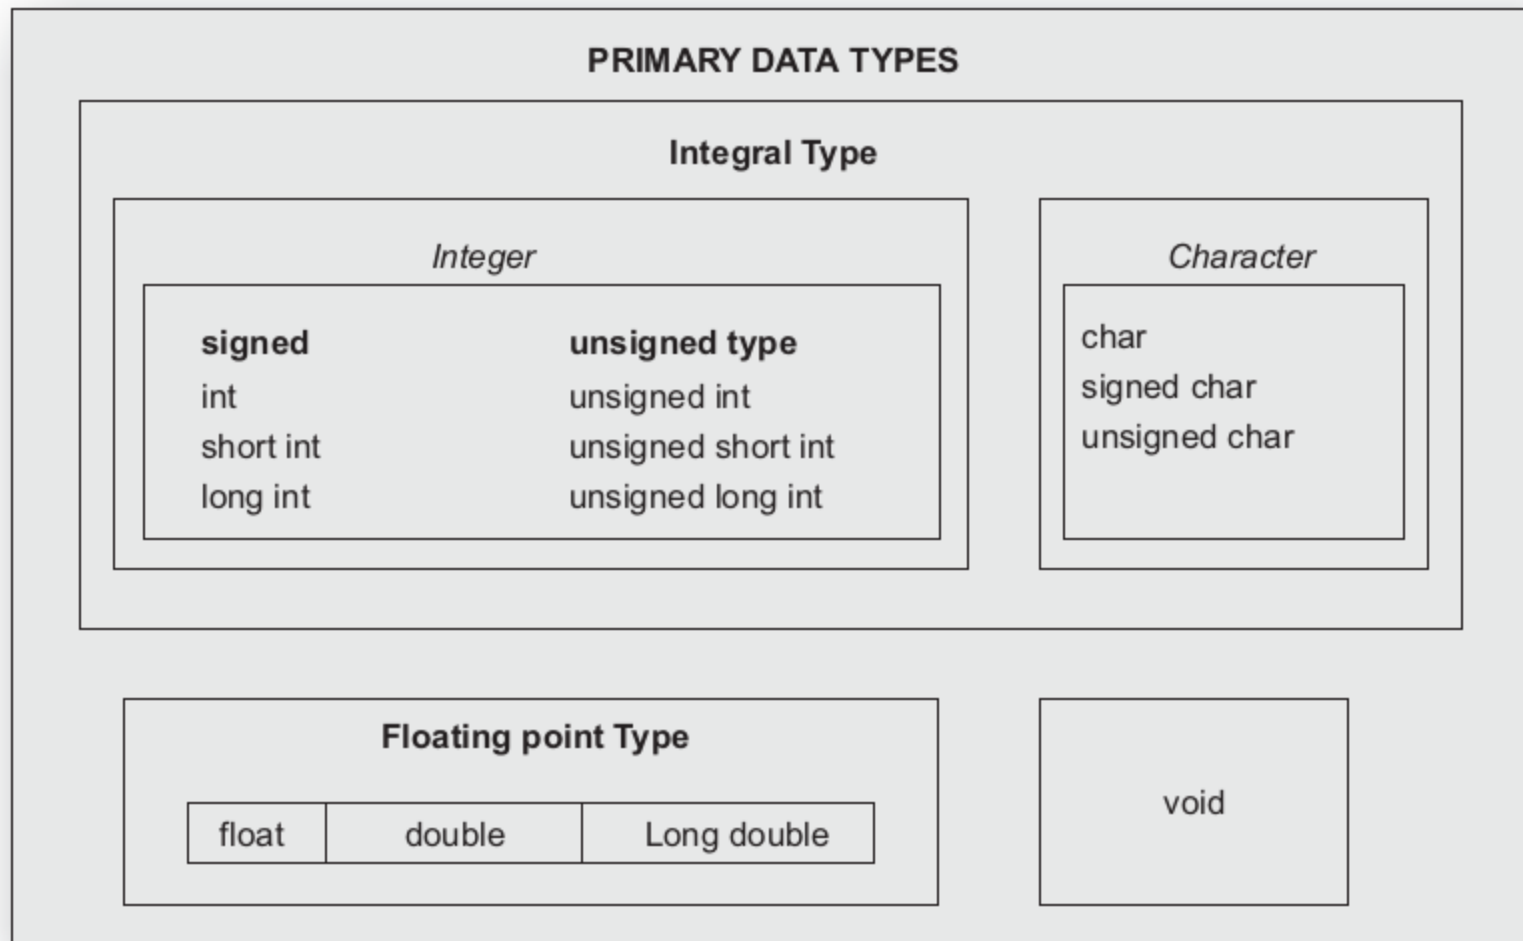 PRIMARY DATA TYPES
Integral Type
Integer
signed unsigned type
int unsigned int
short int unsigned short int
long int unsigned long int
Character
char
signed char
unsigned char
Floating point Type
float double Long double
void